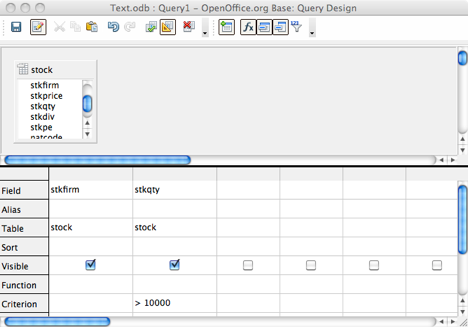 Text.odb : Query1 – OpenOffice.org Base: Query Design
stock
stkfirm
stkprice
stkqty
stkdiv
stkpe
natcode
Field stkfirm stkqty
Alias
Table stock stock
Sort
Visible
Function
Criterion > 10000